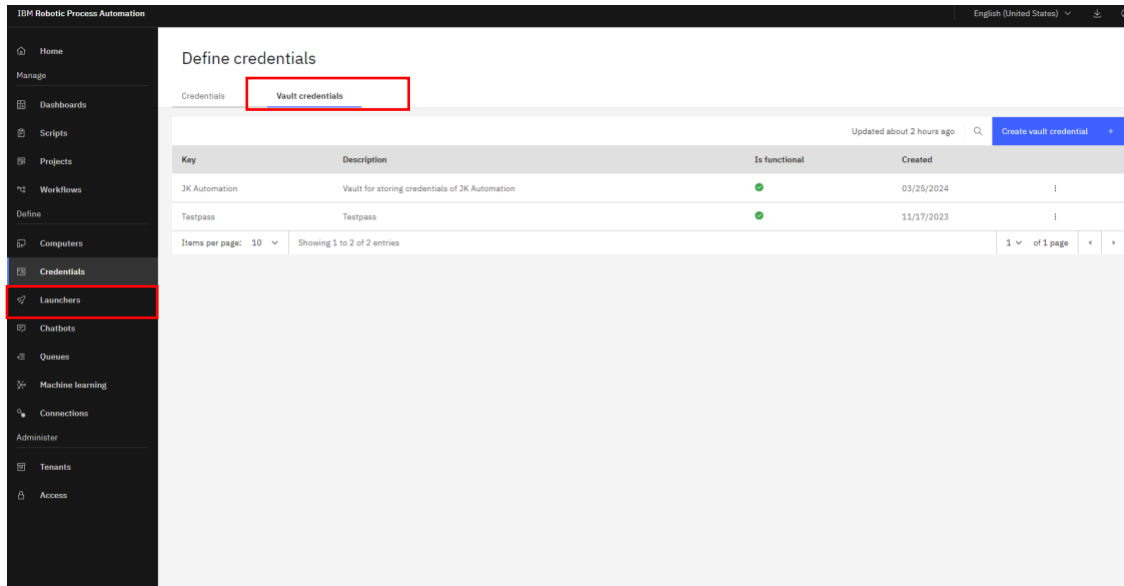 IBM Robotic Process Automation
English (United States)
Home
Manage
Dashboards
Scripts
Projects
Workflows
Define
Computers
Credentials
Launchers
Chatbots
Queues
Machine learning
Connections
Administer
Tenants
Access
Define credentials
Credentials Vault credentials
Updated about 2 hours ago Create vault credential +
Key Description Is functional Created
JK Automation Vault for storing credentials of JK Automation 03/25/2024
Testpass Testpass 11/17/2023
Items per page: 10 Showing 1 to 2 of 2 entries 1 of 1 page